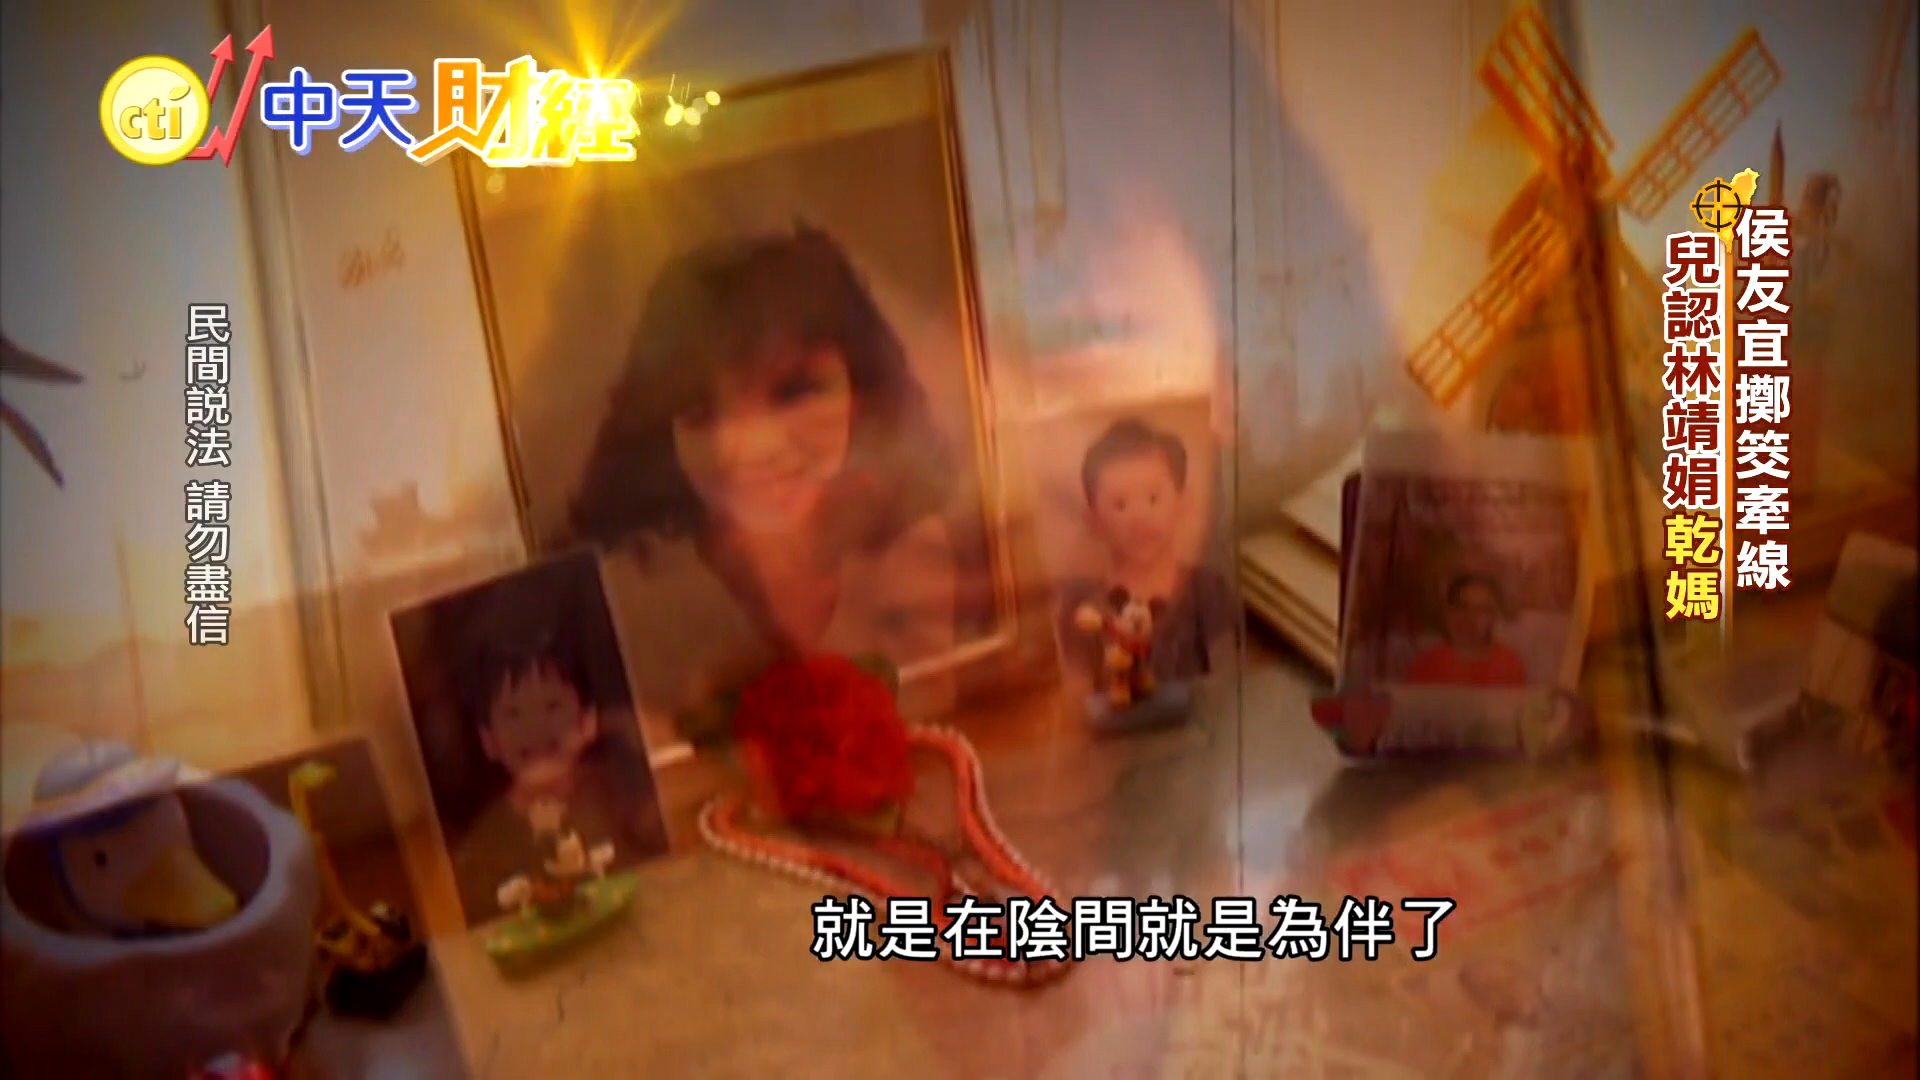 cti 中天財經
侯友宜擲筊牽線
兒認林靖娟乾媽
民間說法 請勿盡信
就是在陰間就是為伴了